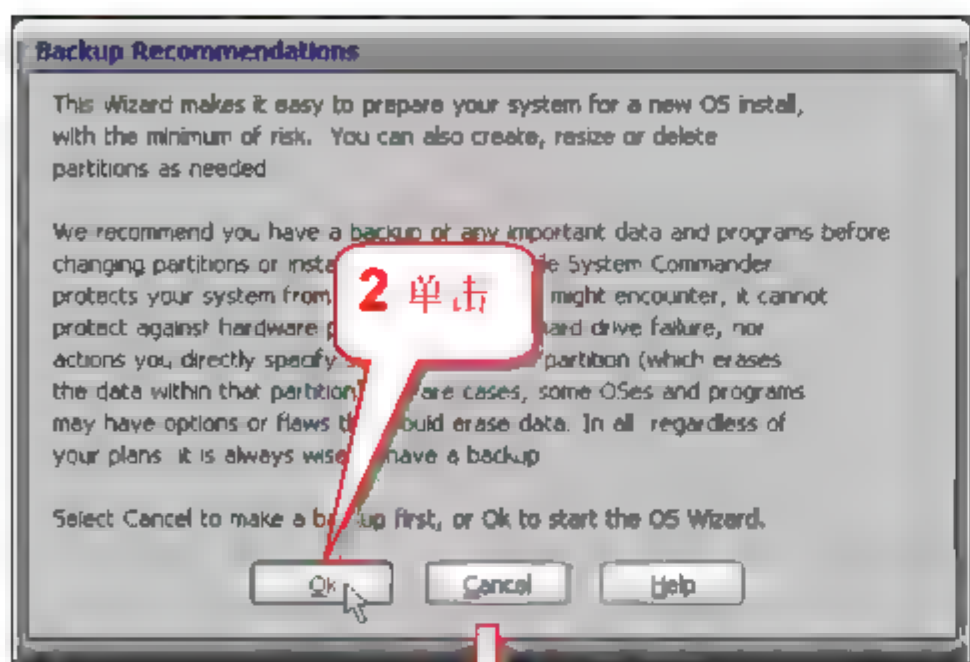 Backup Recommendations
This Wizard makes it easy to prepare your system for a new OS install,
with the minimum of risk. You can also create, resize or delete
partitions as needed
We recommend you have a backup of any important data and programs before
changing partitions or System Commander
protects your system from might encounter, it cannot
protect against hardware hard drive failure, nor
actions you directly specify partition (which erases
the data within that partition cases, some OSes and programs
may have options or flaws erase data. In all regardless of
your plans it is always wise have a backup
Select Cancel to make a first, or Ok to start the OS Wizard.
2 单击
Ok
Cancel
Help